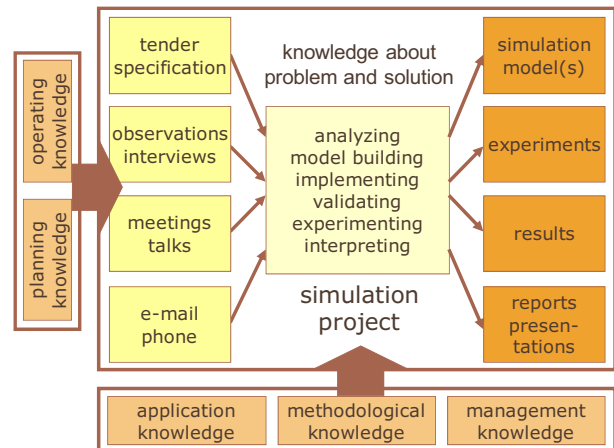 operating
knowledge
planning
knowledge
tender
specification
observations
interviews
meetings
talks
e-mail
phone
knowledge about
problem and solution
analyzing
model building
implementing
validating
experimenting
interpreting
simulation
project
simulation
model(s)
experiments
results
reports
presen-
tations
application
knowledge
methodological
knowledge
management
knowledge